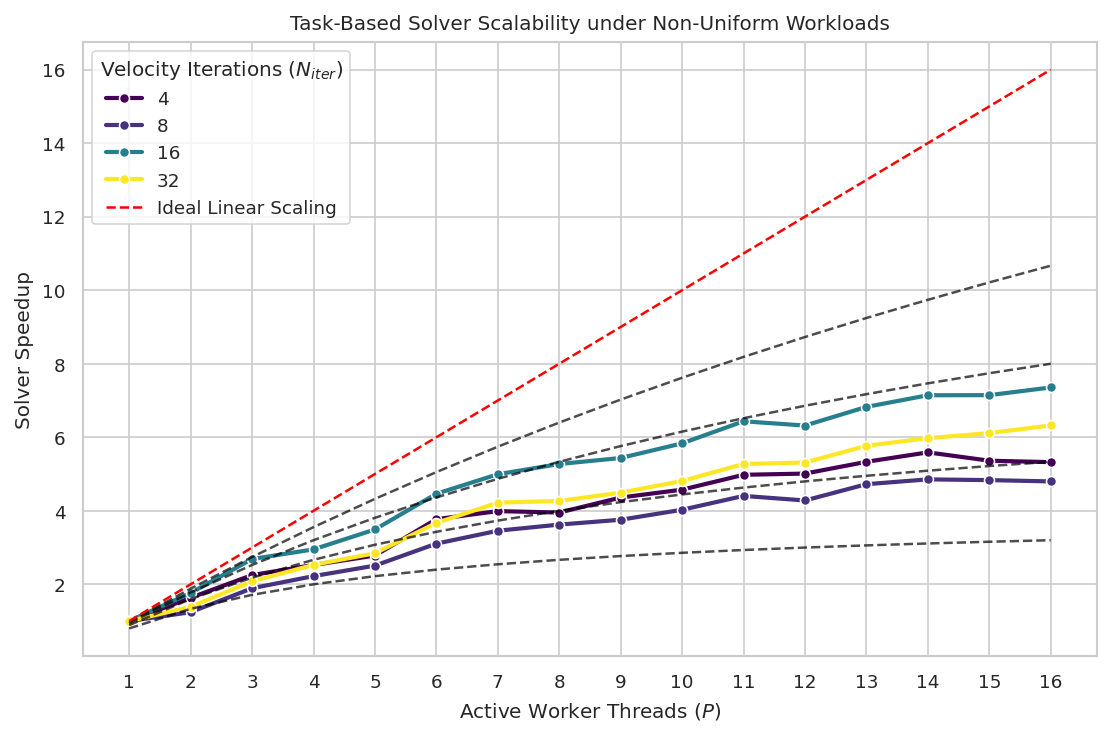 Task-Based Solver Scalability under Non-Uniform Workloads
Velocity Iterations (N_iter)
4
8
16
32
Ideal Linear Scaling
Solver Speedup
16
14
12
10
8
6
4
2
1 2 3 4 5 6 7 8 9 10 11 12 13 14 15 16
Active Worker Threads (P)